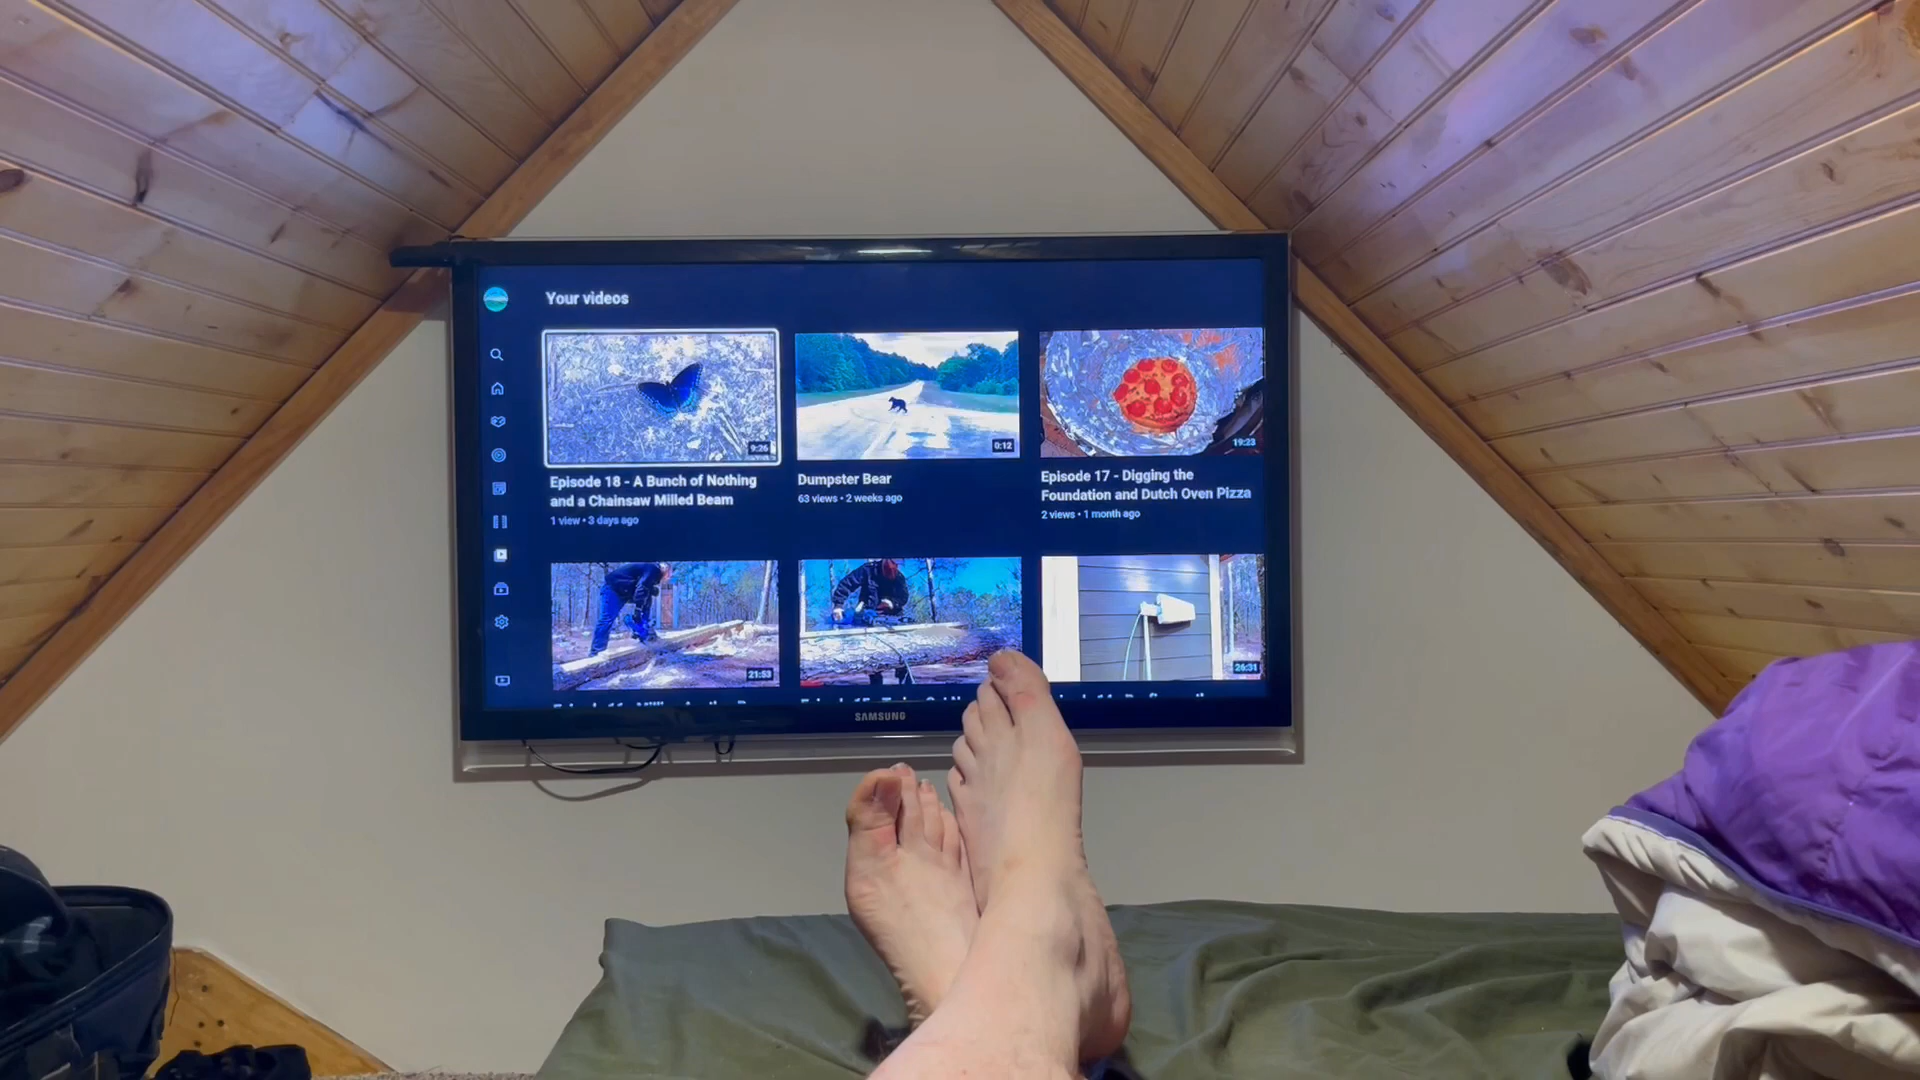 Your videos
9:26
0:12
19:23
Episode 18 - A Bunch of Nothing
and a Chainsaw Milled Beam
1 view • 3 days ago
Dumpster Bear
63 views • 2 weeks ago
Episode 17 - Digging the
Foundation and Dutch Oven Pizza
2 views • 1 month ago
21:53
26:31
SAMSUNG